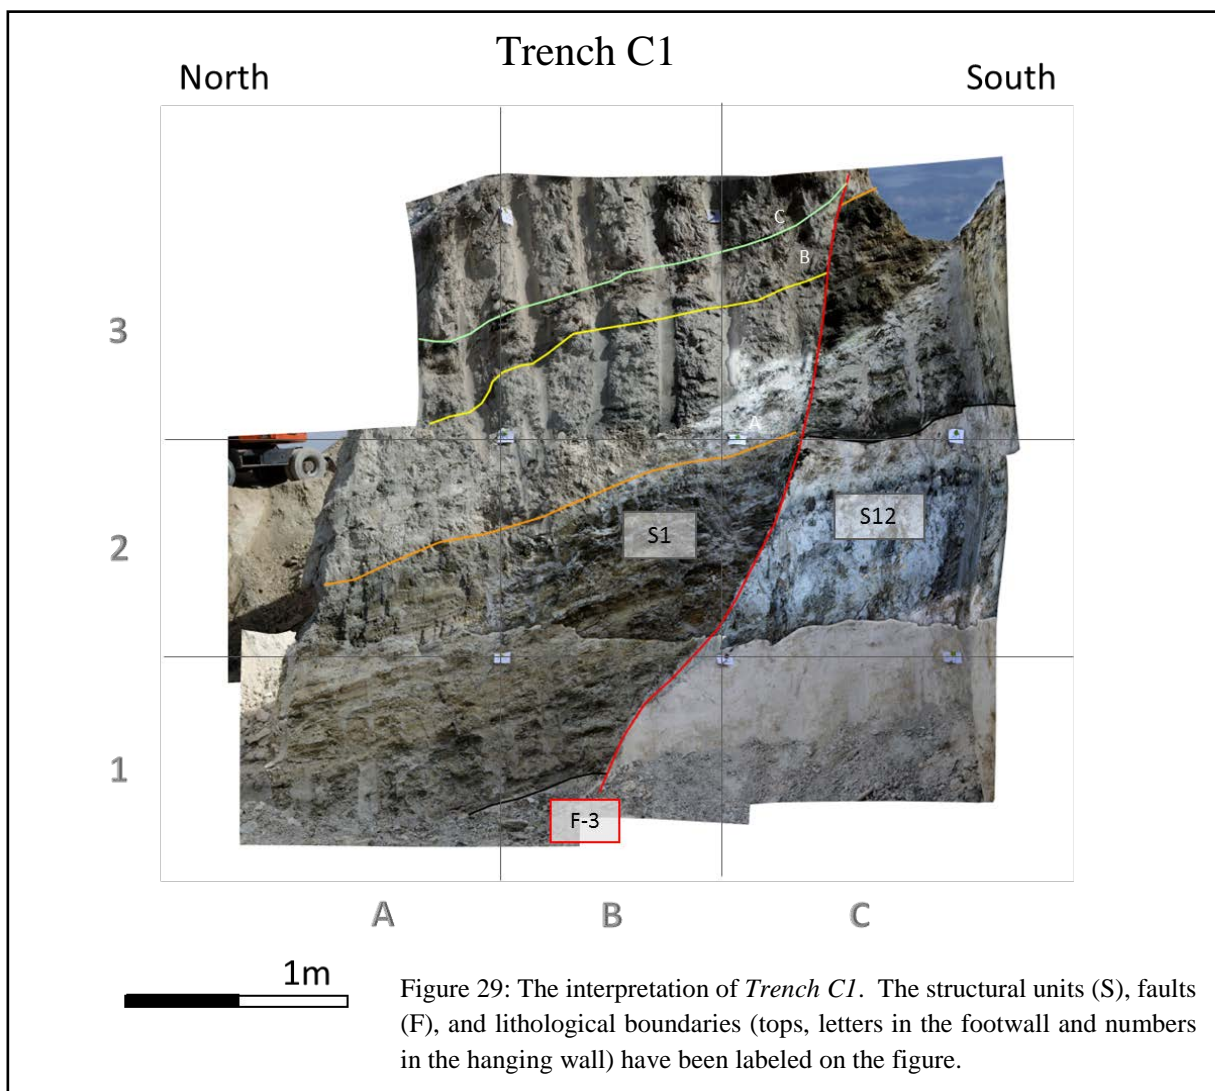 Trench C1
North
South
C
B
3
A
S12
S1
2
1
F-3
A
B
C
1m
Figure 29: The interpretation of Trench C1. The structural units (S), faults
(F), and lithological boundaries (tops, letters in the footwall and numbers
in the hanging wall) have been labeled on the figure.